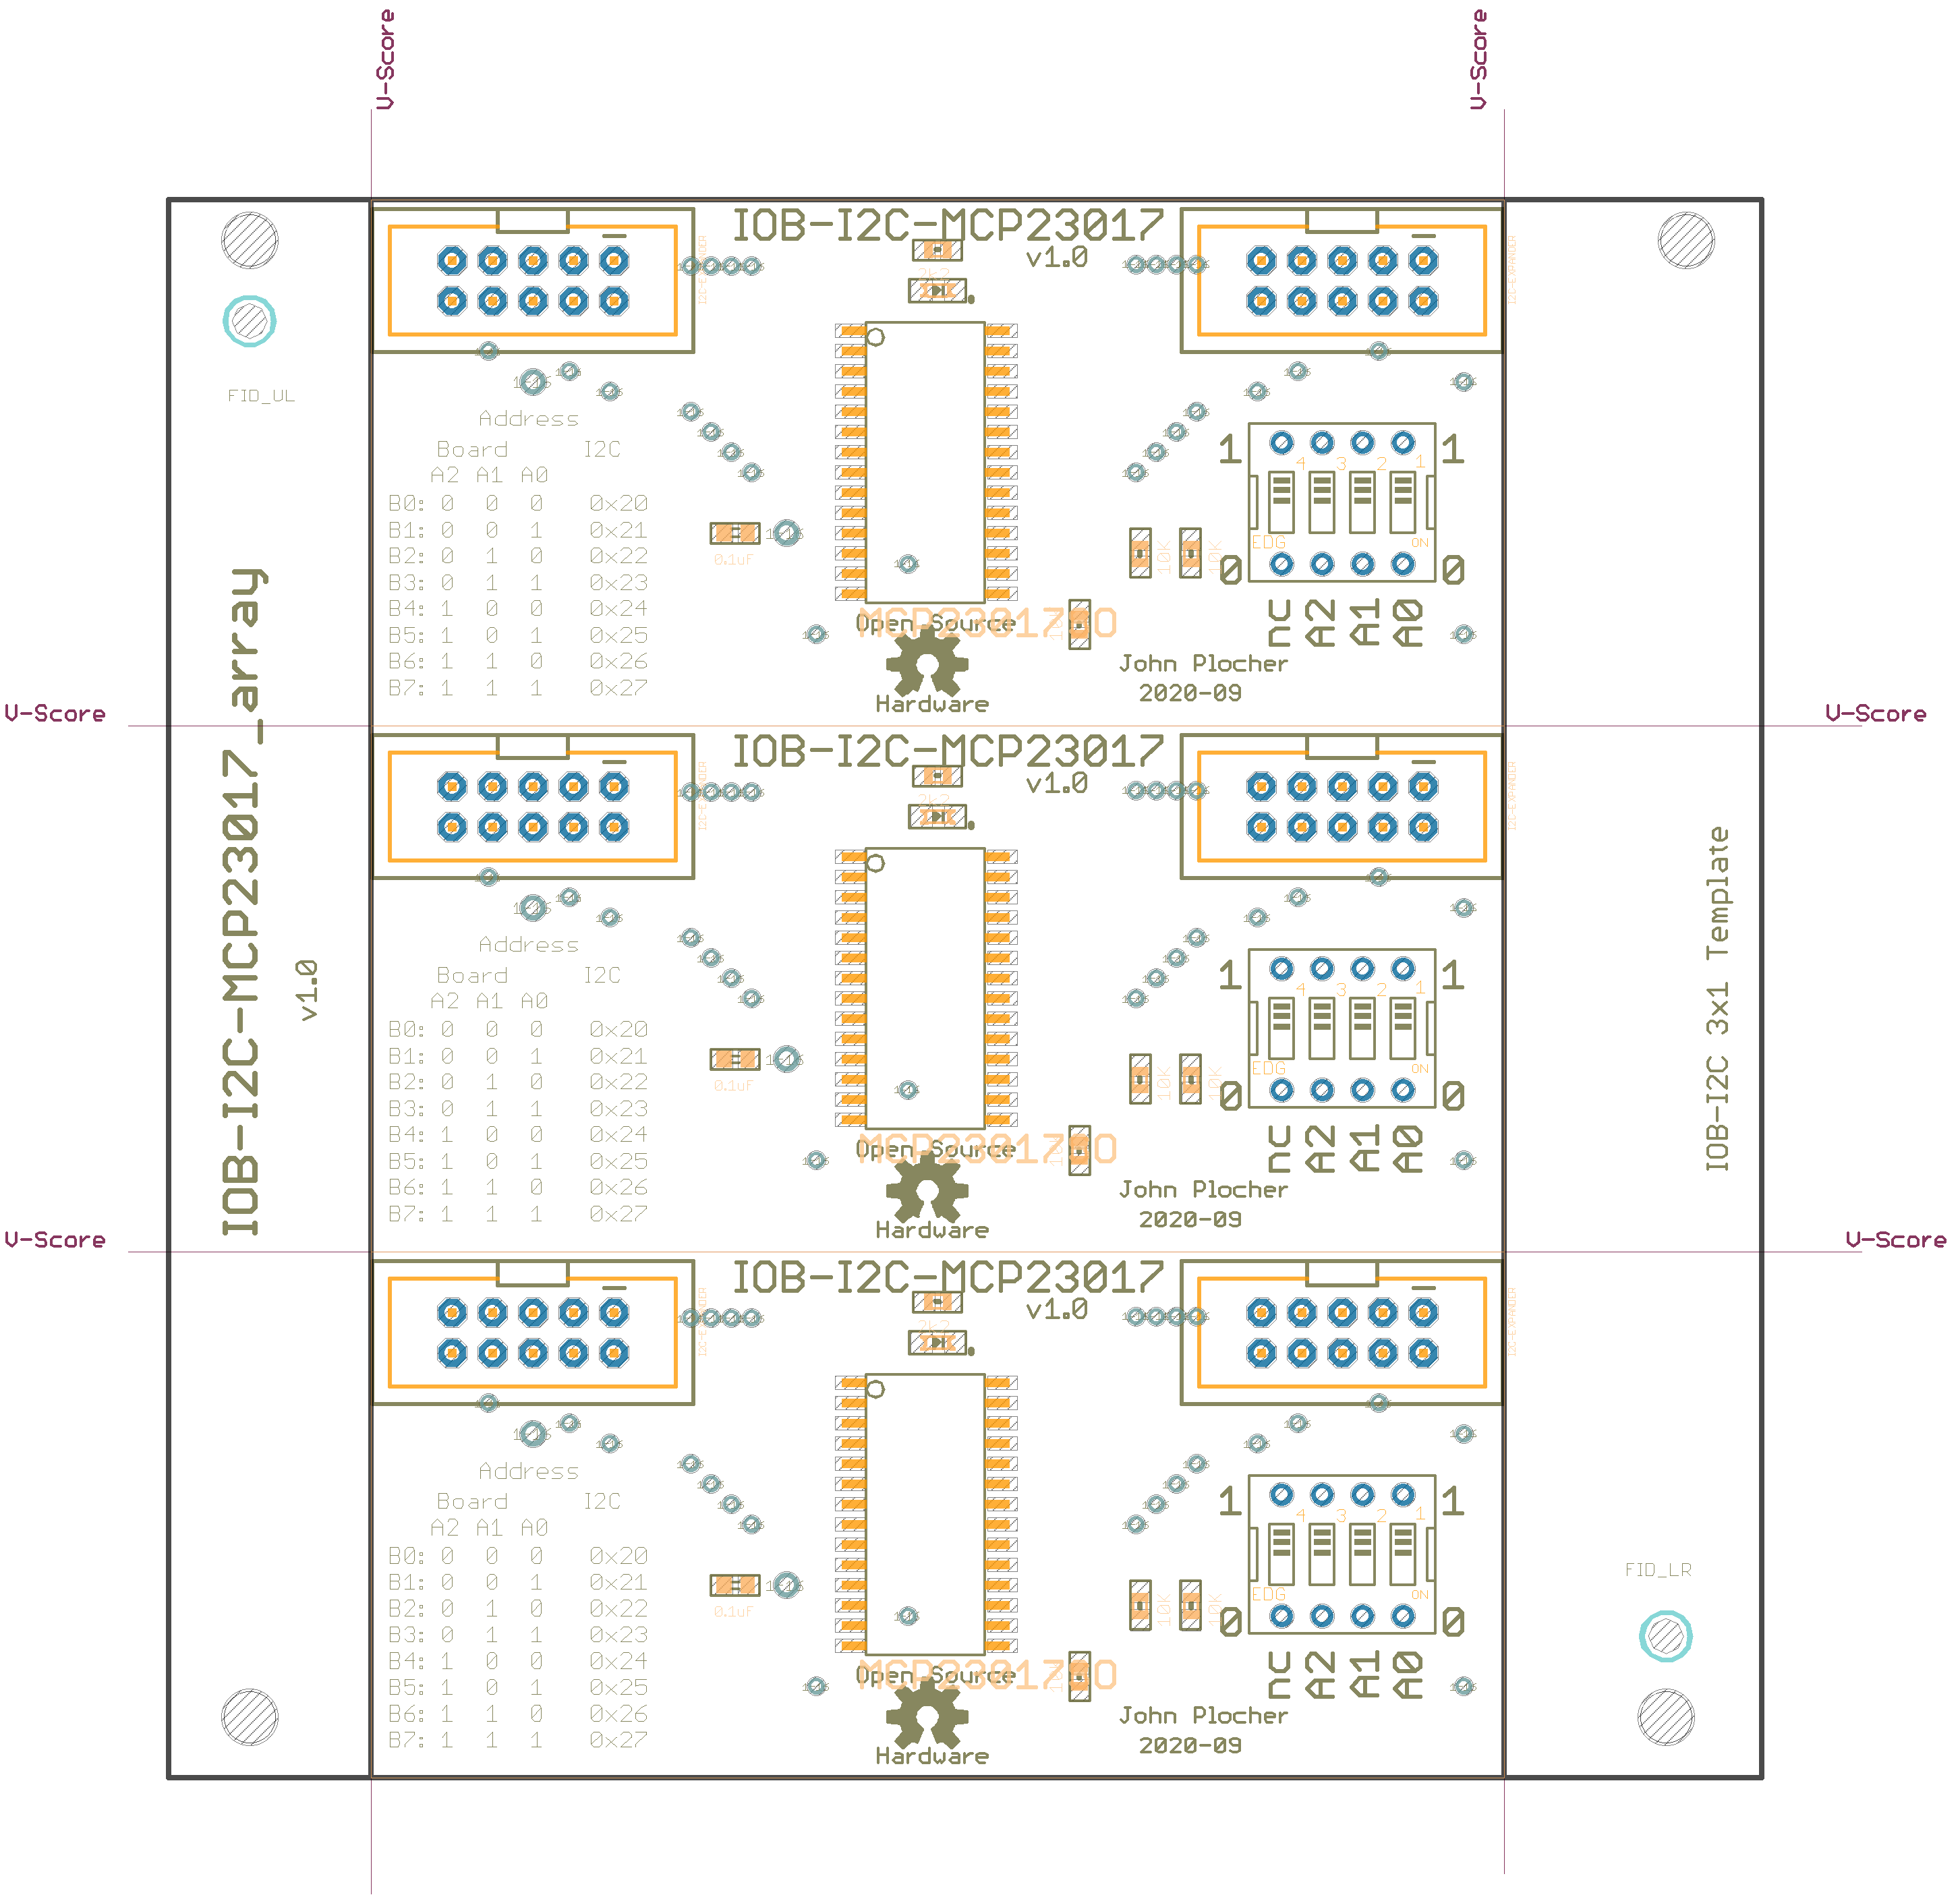 V-Score
V-Score
IOB-I2C-MCP23017_array
v1.0
FID_UL
IOB-I2C-MCP23017
v1.0
2k2
I2C-EXPANDER
Address
Board I2C
A2 A1 A0
B0: 0 0 0 0x20
B1: 0 0 1 0x21
B2: 0 1 0 0x22
B3: 0 1 1 0x23
B4: 1 0 0 0x24
B5: 1 0 1 0x25
B6: 1 1 0 0x26
B7: 1 1 1 0x27
0.1uF
10K
10K
1 1
4 3 2 1
EDG ON
0 0
NC A2 A1 A0
MCP23017SO
Open Source
Hardware
John Plocher
2020-09
V-Score
V-Score
IOB-I2C-MCP23017
v1.0
2k2
I2C-EXPANDER
Address
Board I2C
A2 A1 A0
B0: 0 0 0 0x20
B1: 0 0 1 0x21
B2: 0 1 0 0x22
B3: 0 1 1 0x23
B4: 1 0 0 0x24
B5: 1 0 1 0x25
B6: 1 1 0 0x26
B7: 1 1 1 0x27
0.1uF
10K
10K
1 1
4 3 2 1
EDG ON
0 0
NC A2 A1 A0
MCP23017SO
Open Source
Hardware
John Plocher
2020-09
IOB-I2C 3x1 Template
V-Score
V-Score
IOB-I2C-MCP23017
v1.0
2k2
I2C-EXPANDER
Address
Board I2C
A2 A1 A0
B0: 0 0 0 0x20
B1: 0 0 1 0x21
B2: 0 1 0 0x22
B3: 0 1 1 0x23
B4: 1 0 0 0x24
B5: 1 0 1 0x25
B6: 1 1 0 0x26
B7: 1 1 1 0x27
0.1uF
10K
10K
1 1
4 3 2 1
EDG ON
0 0
NC A2 A1 A0
MCP23017SO
Open Source
Hardware
John Plocher
2020-09
FID_LR